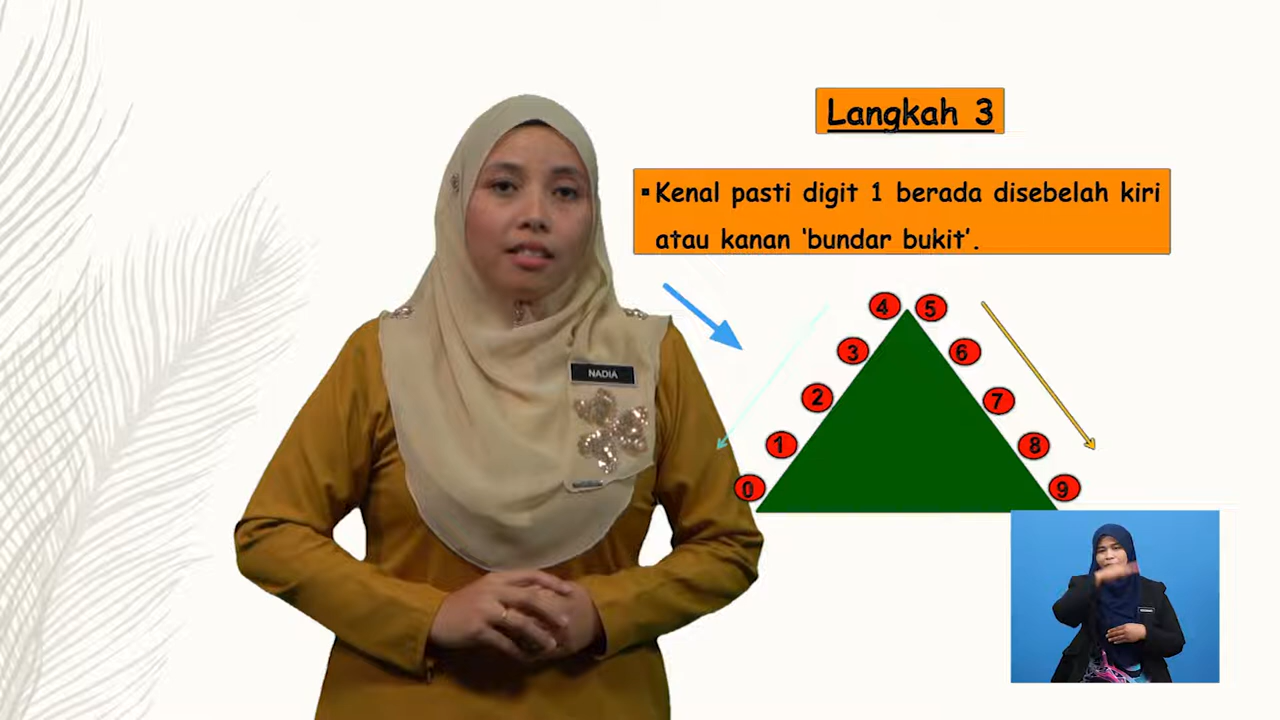 Langkah 3
▪ Kenal pasti digit 1 berada disebelah kiri
atau kanan ‘bundar bukit’.
4 5
3 6
2 7
1 8
0 9
NADIA